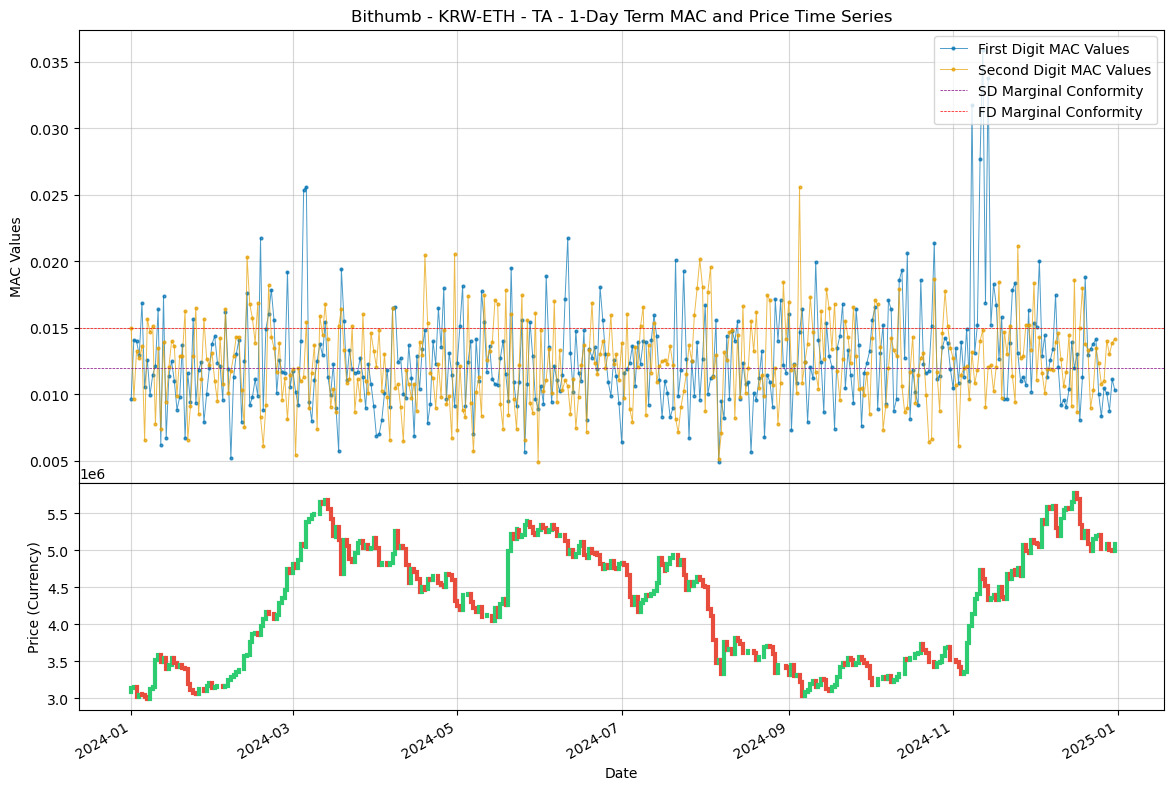 Bithumb - KRW-ETH - TA - 1-Day Term MAC and Price Time Series
First Digit MAC Values
Second Digit MAC Values
SD Marginal Conformity
FD Marginal Conformity
MAC Values
0.035
0.030
0.025
0.020
0.015
0.010
0.005
1e6
Price (Currency)
5.5
5.0
4.5
4.0
3.5
3.0
2024-01
2024-03
2024-05
2024-07
2024-09
2024-11
2025-01
Date